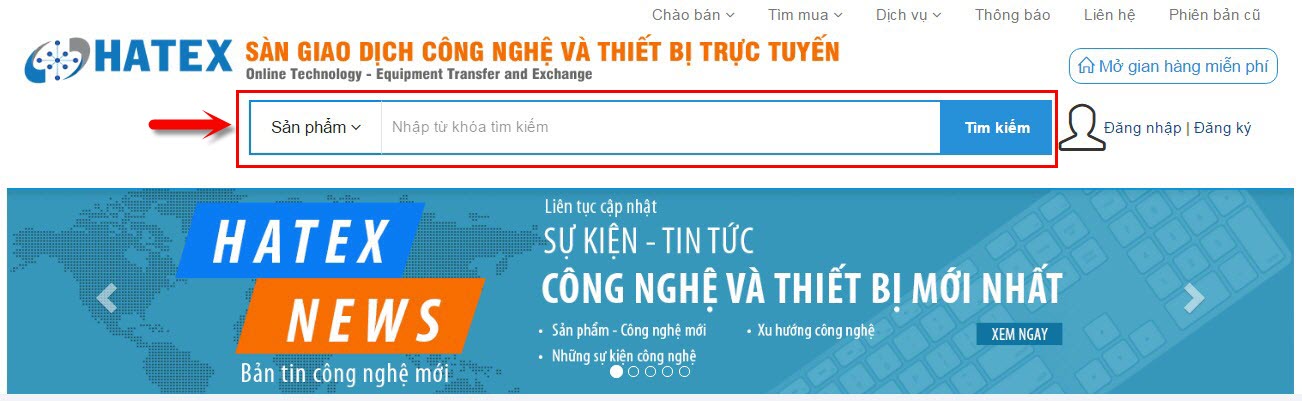 Chào bán Tìm mua Dịch vụ Thông báo Liên hệ Phiên bản cũ
HATEX SÀN GIAO DỊCH CÔNG NGHỆ VÀ THIẾT BỊ TRỰC TUYẾN
Online Technology - Equipment Transfer and Exchange
Mở gian hàng miễn phí
Sản phẩm Nhập từ khóa tìm kiếm Tìm kiếm
Đăng nhập | Đăng ký
HATEX
NEWS
Bản tin công nghệ mới
Liên tục cập nhật
SỰ KIỆN - TIN TỨC
CÔNG NGHỆ VÀ THIẾT BỊ MỚI NHẤT
• Sản phẩm - Công nghệ mới • Xu hướng công nghệ
• Những sự kiện công nghệ
XEM NGAY